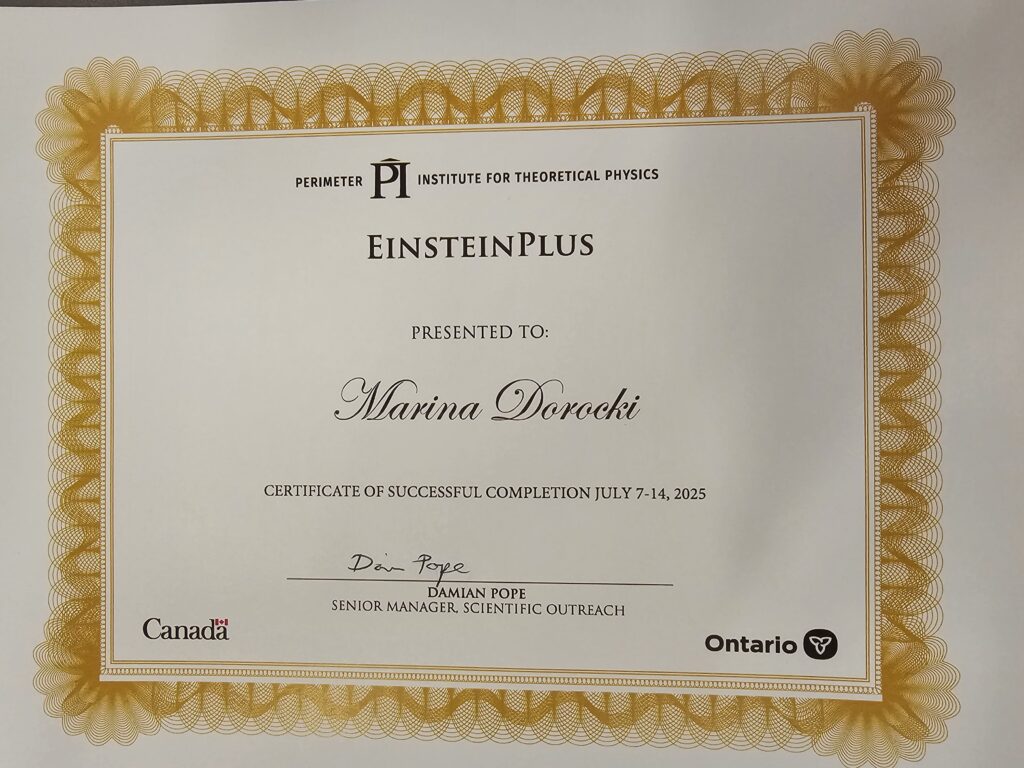 PERIMETER PI INSTITUTE FOR THEORETICAL PHYSICS
EINSTEINPLUS
PRESENTED TO:
Marina Dorocki
CERTIFICATE OF SUCCESSFUL COMPLETION JULY 7-14, 2025
Damian Pope
DAMIAN POPE
SENIOR MANAGER, SCIENTIFIC OUTREACH
Canada
Ontario